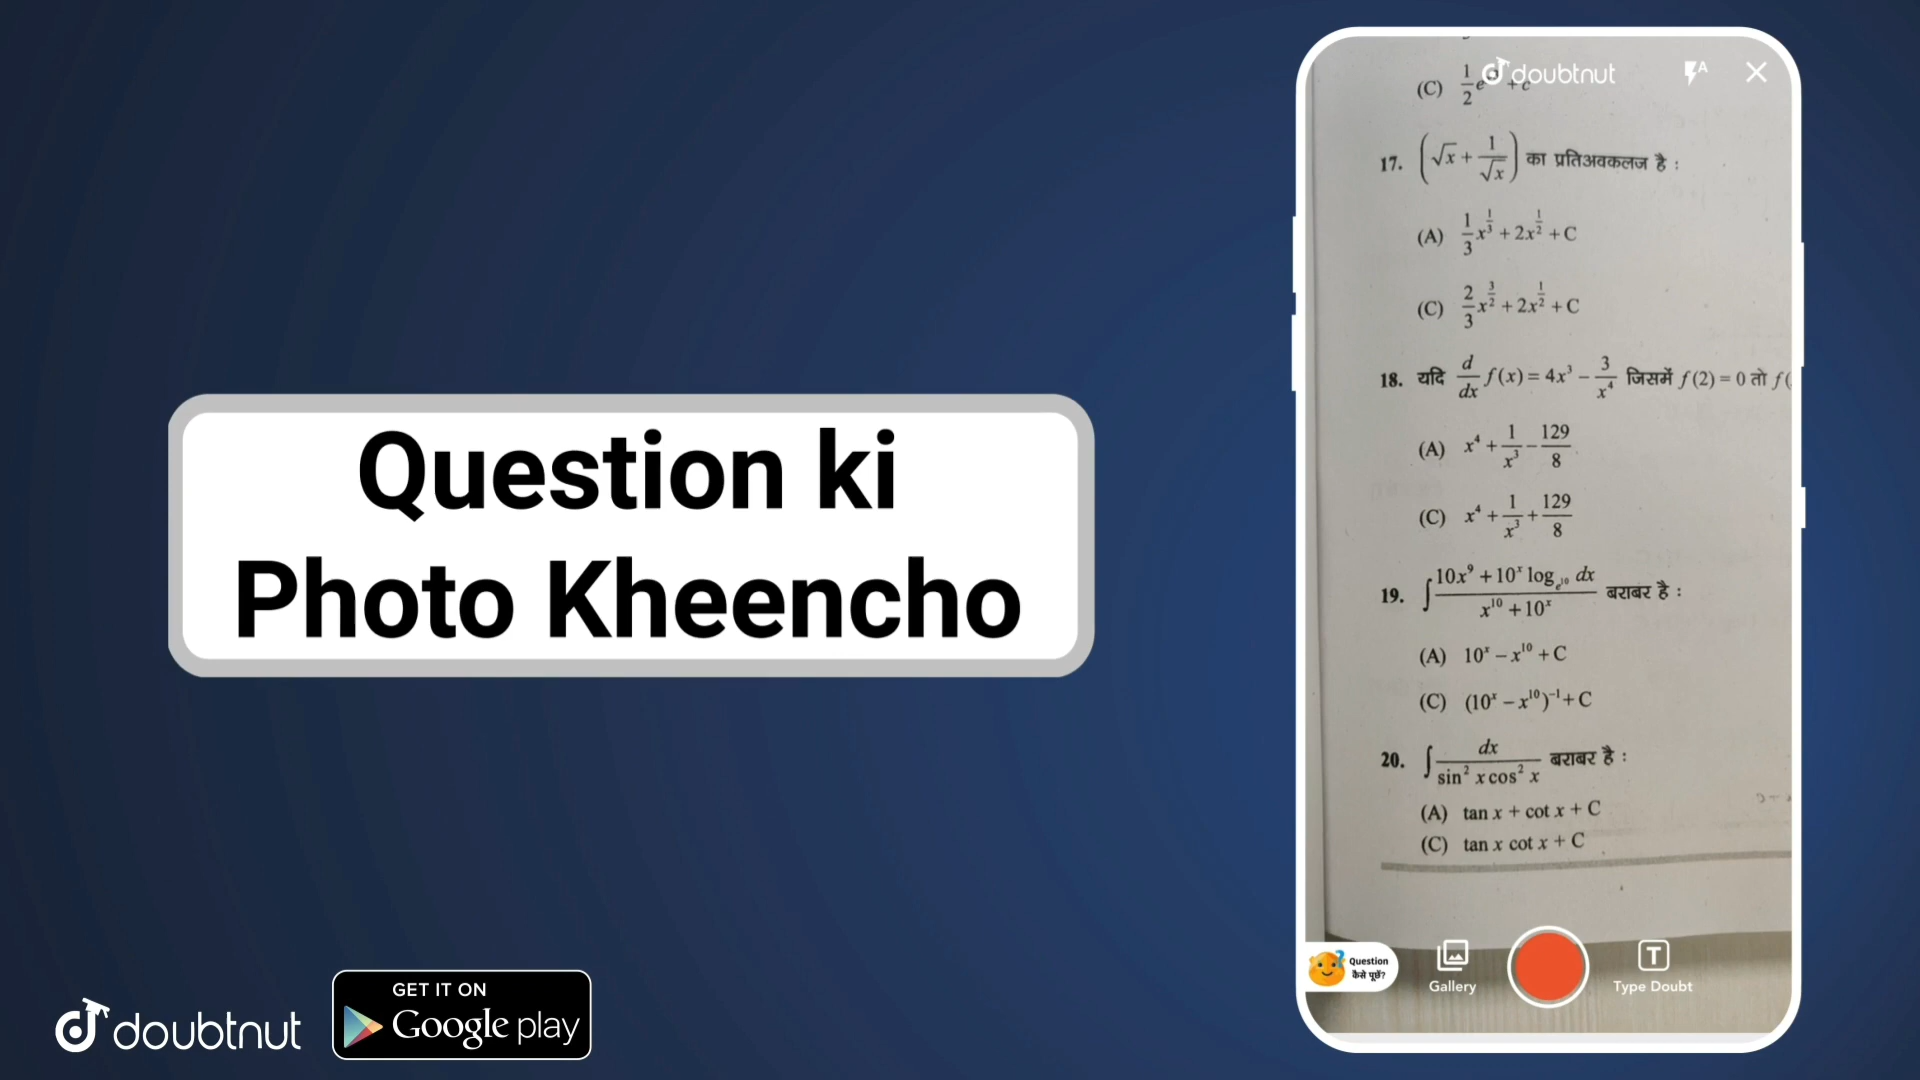 Question ki
Photo Kheencho
doubtnut
GET IT ON
Google play
doubtnut
A
(C) 1/2 e + c
17. (√x + 1/√x) का प्रतिअवकलज है :
(A) 1/3 x^(1/3) + 2x^(1/2) + C
(C) 2/3 x^(3/2) + 2x^(1/2) + C
18. यदि d/dx f(x) = 4x³ − 3/x⁴ जिसमें f(2) = 0 तो f(
(A) x⁴ + 1/x³ − 129/8
(C) x⁴ + 1/x³ + 129/8
19. ∫ (10x⁹ + 10ˣ log_e¹⁰ dx)/(x¹⁰ + 10ˣ) बराबर है :
(A) 10ˣ − x¹⁰ + C
(C) (10ˣ − x¹⁰)⁻¹ + C
20. ∫ dx/(sin² x cos² x) बराबर है :
(A) tan x + cot x + C
(C) tan x cot x + C
Question
कैसे पूछें?
Gallery
T
Type Doubt